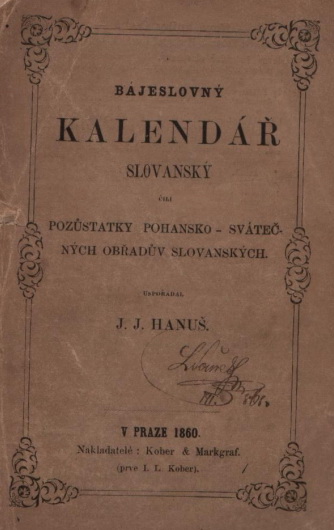 BÁJESLOVNÝ
KALENDÁŘ
SLOVANSKÝ
ČILI
POZŮSTATKY POHANSKO - SVÁTEČ-
NÝCH OBŘADŮV SLOVANSKÝCH.
USPOŘÁDAL
J. J. HANUŠ.
V PRAZE 1860.
Nakladatelé : Kober & Markgraf.
(prve I. L. Kober).